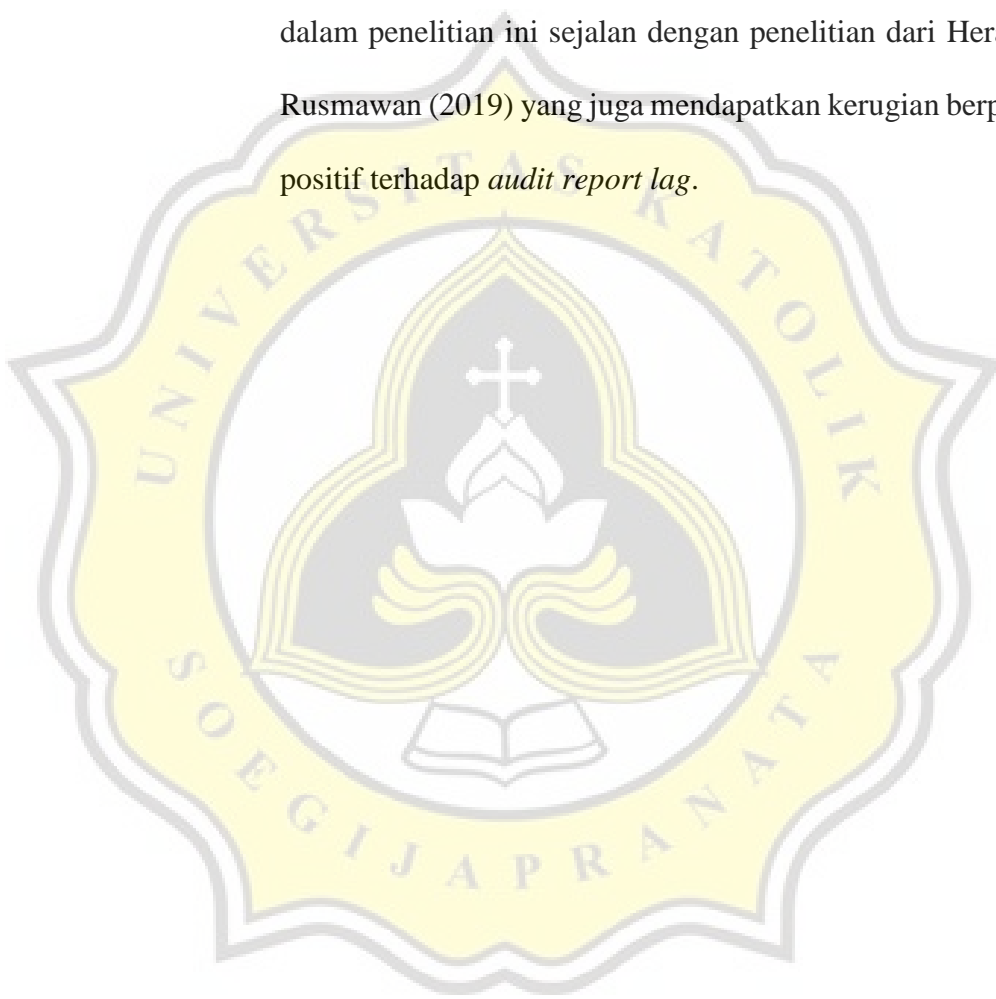 dalam penelitian ini sejalan dengan penelitian dari
Rusmawan (2019) yang juga mendapatkan kerugian
positif terhadap audit report lag.
UNIVERSITAS KATOLIK
SOEGIJAPRANATA